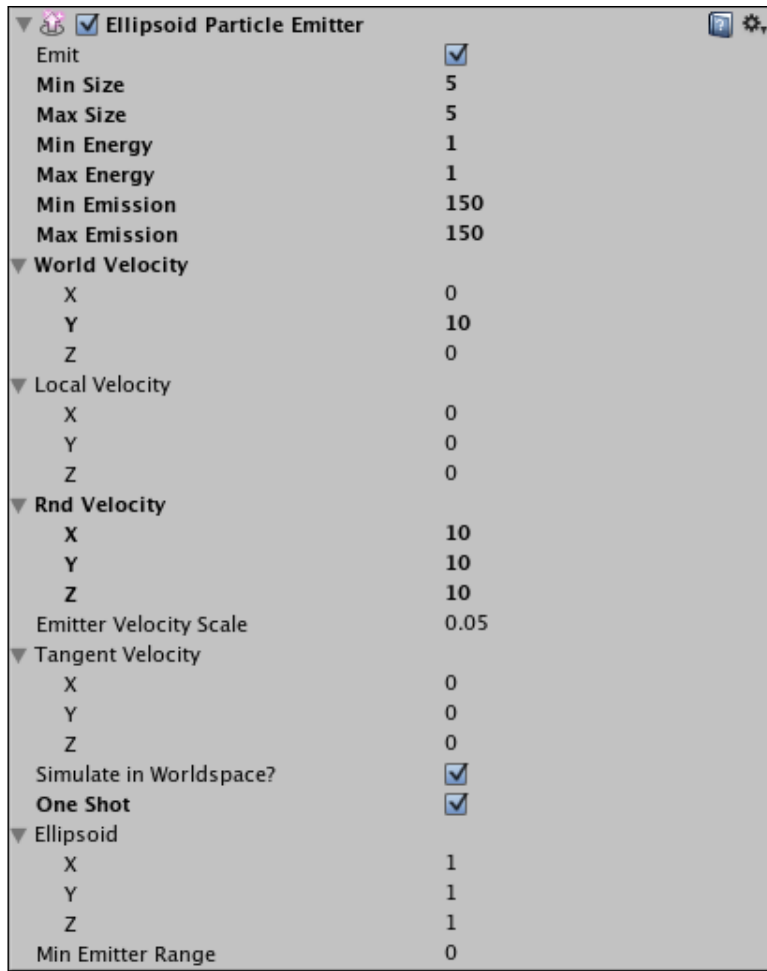 Ellipsoid Particle Emitter
Emit
Min Size 5
Max Size 5
Min Energy 1
Max Energy 1
Min Emission 150
Max Emission 150
World Velocity
X 0
Y 10
Z 0
Local Velocity
X 0
Y 0
Z 0
Rnd Velocity
X 10
Y 10
Z 10
Emitter Velocity Scale 0.05
Tangent Velocity
X 0
Y 0
Z 0
Simulate in Worldspace?
One Shot
Ellipsoid
X 1
Y 1
Z 1
Min Emitter Range 0